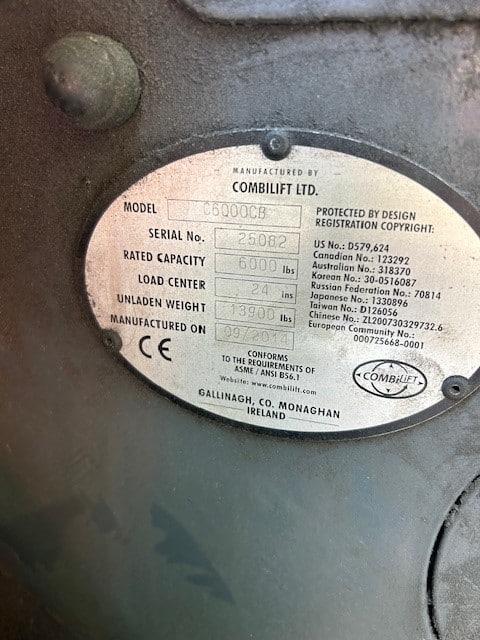 MANUFACTURED BY
COMBILIFT LTD.
MODEL C6000CB
SERIAL No. 25082
RATED CAPACITY 6000 lbs
LOAD CENTER 24 ins
UNLADEN WEIGHT 13900 lbs
MANUFACTURED ON 09/2014
CONFORMS
TO THE REQUIREMENTS OF
ASME / ANSI B56.1
Website: www.combilift.com
GALLINAGH, CO. MONAGHAN
IRELAND
PROTECTED BY DESIGN
REGISTRATION COPYRIGHT:
US No.: D579,624
Canadian No.: 123292
Australian No.: 318370
Korean No.: 30-0516087
Russian Federation No.: 70814
Japanese No.: 1330896
Taiwan No.: D126056
Chinese No.: ZL200730329732.6
European Community No.:
000725668-0001
CE
COMBiLIFT